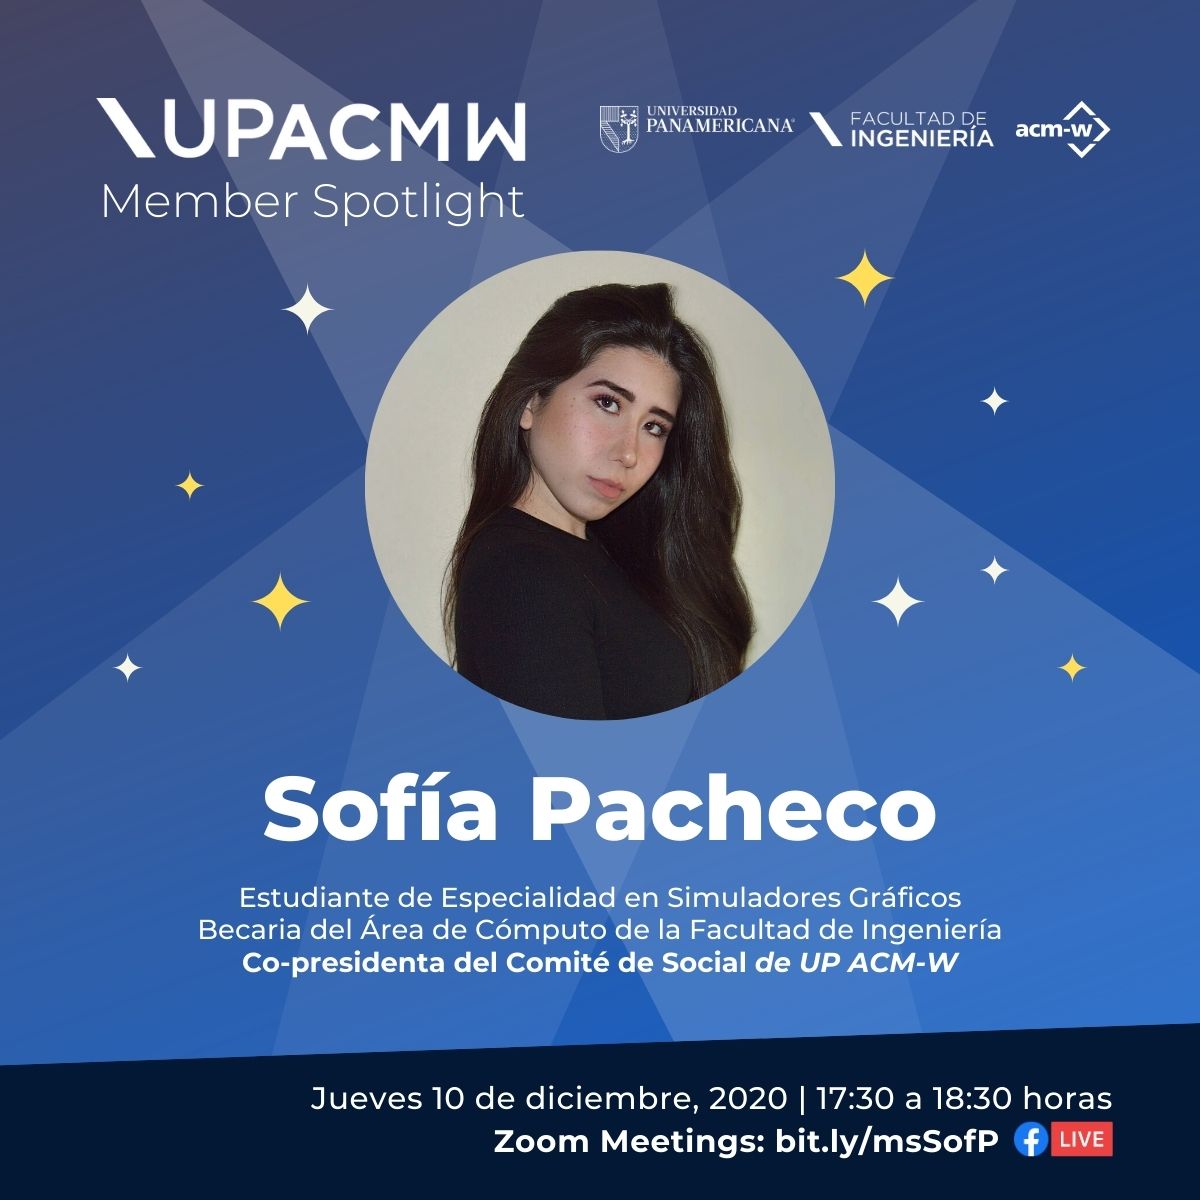 UPACMW
Member Spotlight
UNIVERSIDAD
PANAMERICANA
FACULTAD DE
INGENIERÍA
acm-w
Sofía Pacheco
Estudiante de Especialidad en Simuladores Gráficos
Becaria del Área de Cómputo de la Facultad de Ingeniería
Co-presidenta del Comité de Social de UP ACM-W
Jueves 10 de diciembre, 2020 | 17:30 a 18:30 horas
Zoom Meetings: bit.ly/msSofP f LIVE